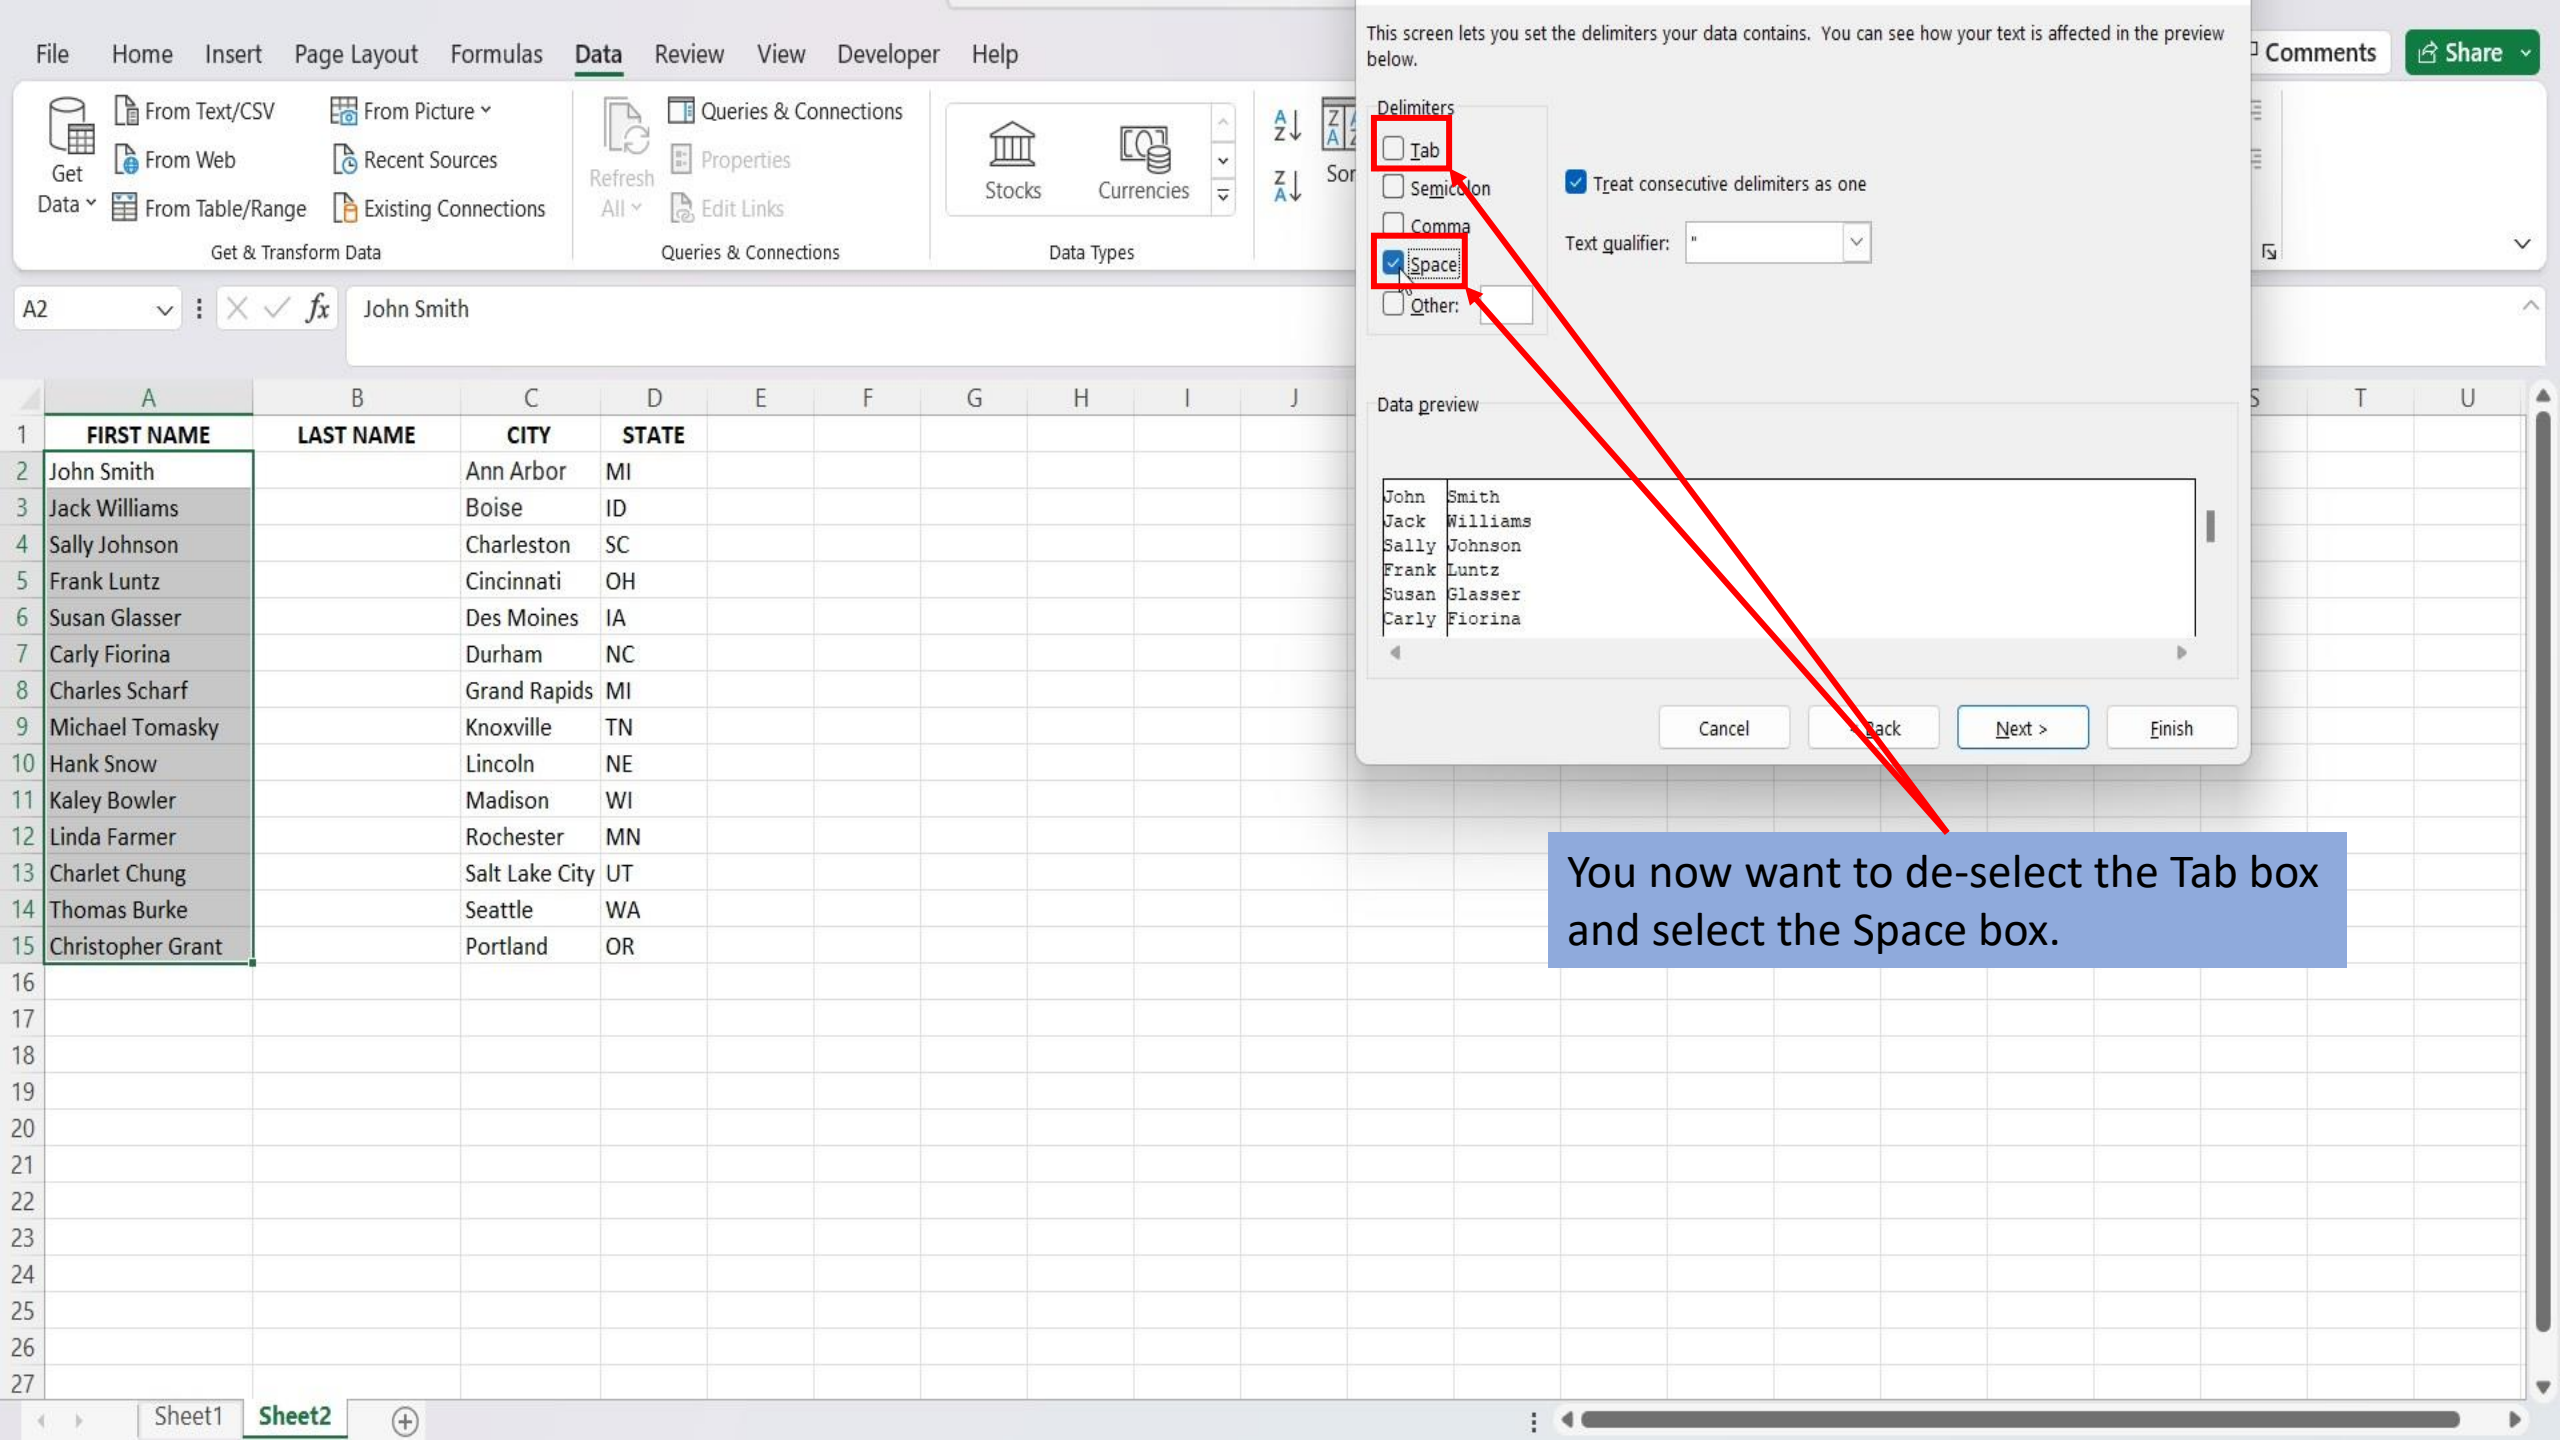 File Home Insert Page Layout Formulas Data Review View Developer Help
Comments Share
Get Data
From Text/CSV
From Web
From Table/Range
From Picture
Recent Sources
Existing Connections
Get & Transform Data
Refresh All
Queries & Connections
Properties
Edit Links
Queries & Connections
Stocks Currencies
Data Types
This screen lets you set the delimiters your data contains. You can see how your text is affected in the preview
below.
Delimiters
Tab
Semicolon
Comma
Space
Other:
Treat consecutive delimiters as one
Text qualifier: "
Data preview
John Smith
Jack Williams
Sally Johnson
Frank Luntz
Susan Glasser
Carly Fiorina
Cancel < Back Next > Finish
A2 fx John Smith
A B C D E F G H I J S T U
1 FIRST NAME LAST NAME CITY STATE
2 John Smith Ann Arbor MI
3 Jack Williams Boise ID
4 Sally Johnson Charleston SC
5 Frank Luntz Cincinnati OH
6 Susan Glasser Des Moines IA
7 Carly Fiorina Durham NC
8 Charles Scharf Grand Rapids MI
9 Michael Tomasky Knoxville TN
10 Hank Snow Lincoln NE
11 Kaley Bowler Madison WI
12 Linda Farmer Rochester MN
13 Charlet Chung Salt Lake City UT
14 Thomas Burke Seattle WA
15 Christopher Grant Portland OR
16
17
18
19
20
21
22
23
24
25
26
27
You now want to de-select the Tab box
and select the Space box.
Sheet1 Sheet2